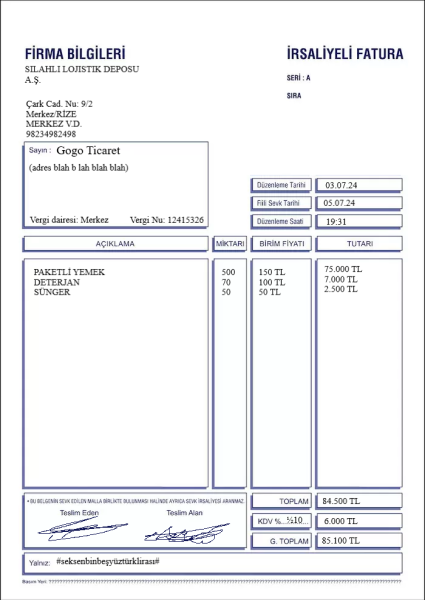 FİRMA BİLGİLERİ
İRSALİYELİ FATURA
SILAHLI LOJISTIK DEPOSU
A.Ş.
SERİ : A
SIRA
Çark Cad. Nu: 9/2
Merkez/RİZE
MERKEZ V.D.
98234982498
Sayın : Gogo Ticaret
(adres blah b lah blah blah)
Vergi dairesi: Merkez Vergi Nu: 12415326
Düzenleme Tarihi 03.07.24
Fiili Sevk Tarihi 05.07.24
Düzenleme Saati 19:31
AÇIKLAMA MİKTARI BİRİM FİYATI TUTARI
PAKETLİ YEMEK 500 150 TL 75.000 TL
DETERJAN 70 100 TL 7.000 TL
SÜNGER 50 50 TL 2.500 TL
• BU BELGENİN SEVK EDİLEN MALLA BİRLİKTE BULUNMASI HALİNDE AYRICA SEVK İRSALİYESİ ARANMAZ.
Teslim Eden Teslim Alan
TOPLAM 84.500 TL
KDV %...½10... 6.000 TL
G. TOPLAM 85.100 TL
Yalnız: #seksenbinbeşyüztürklirası#
Basım Yeri: